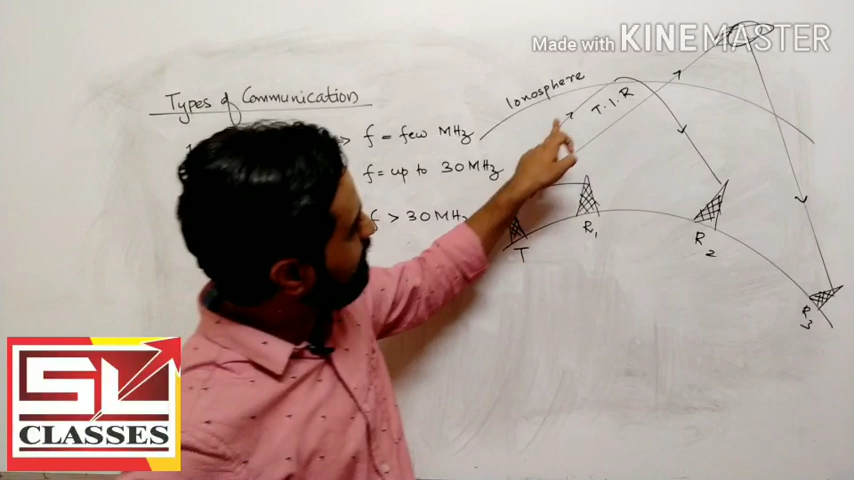 Made with KINEMASTER
Types of Communication
f = few MHz
f = up to 30 MHz
f > 30 MHz
Ionosphere
T.I.R
T
R1
R2
R3
SL
CLASSES